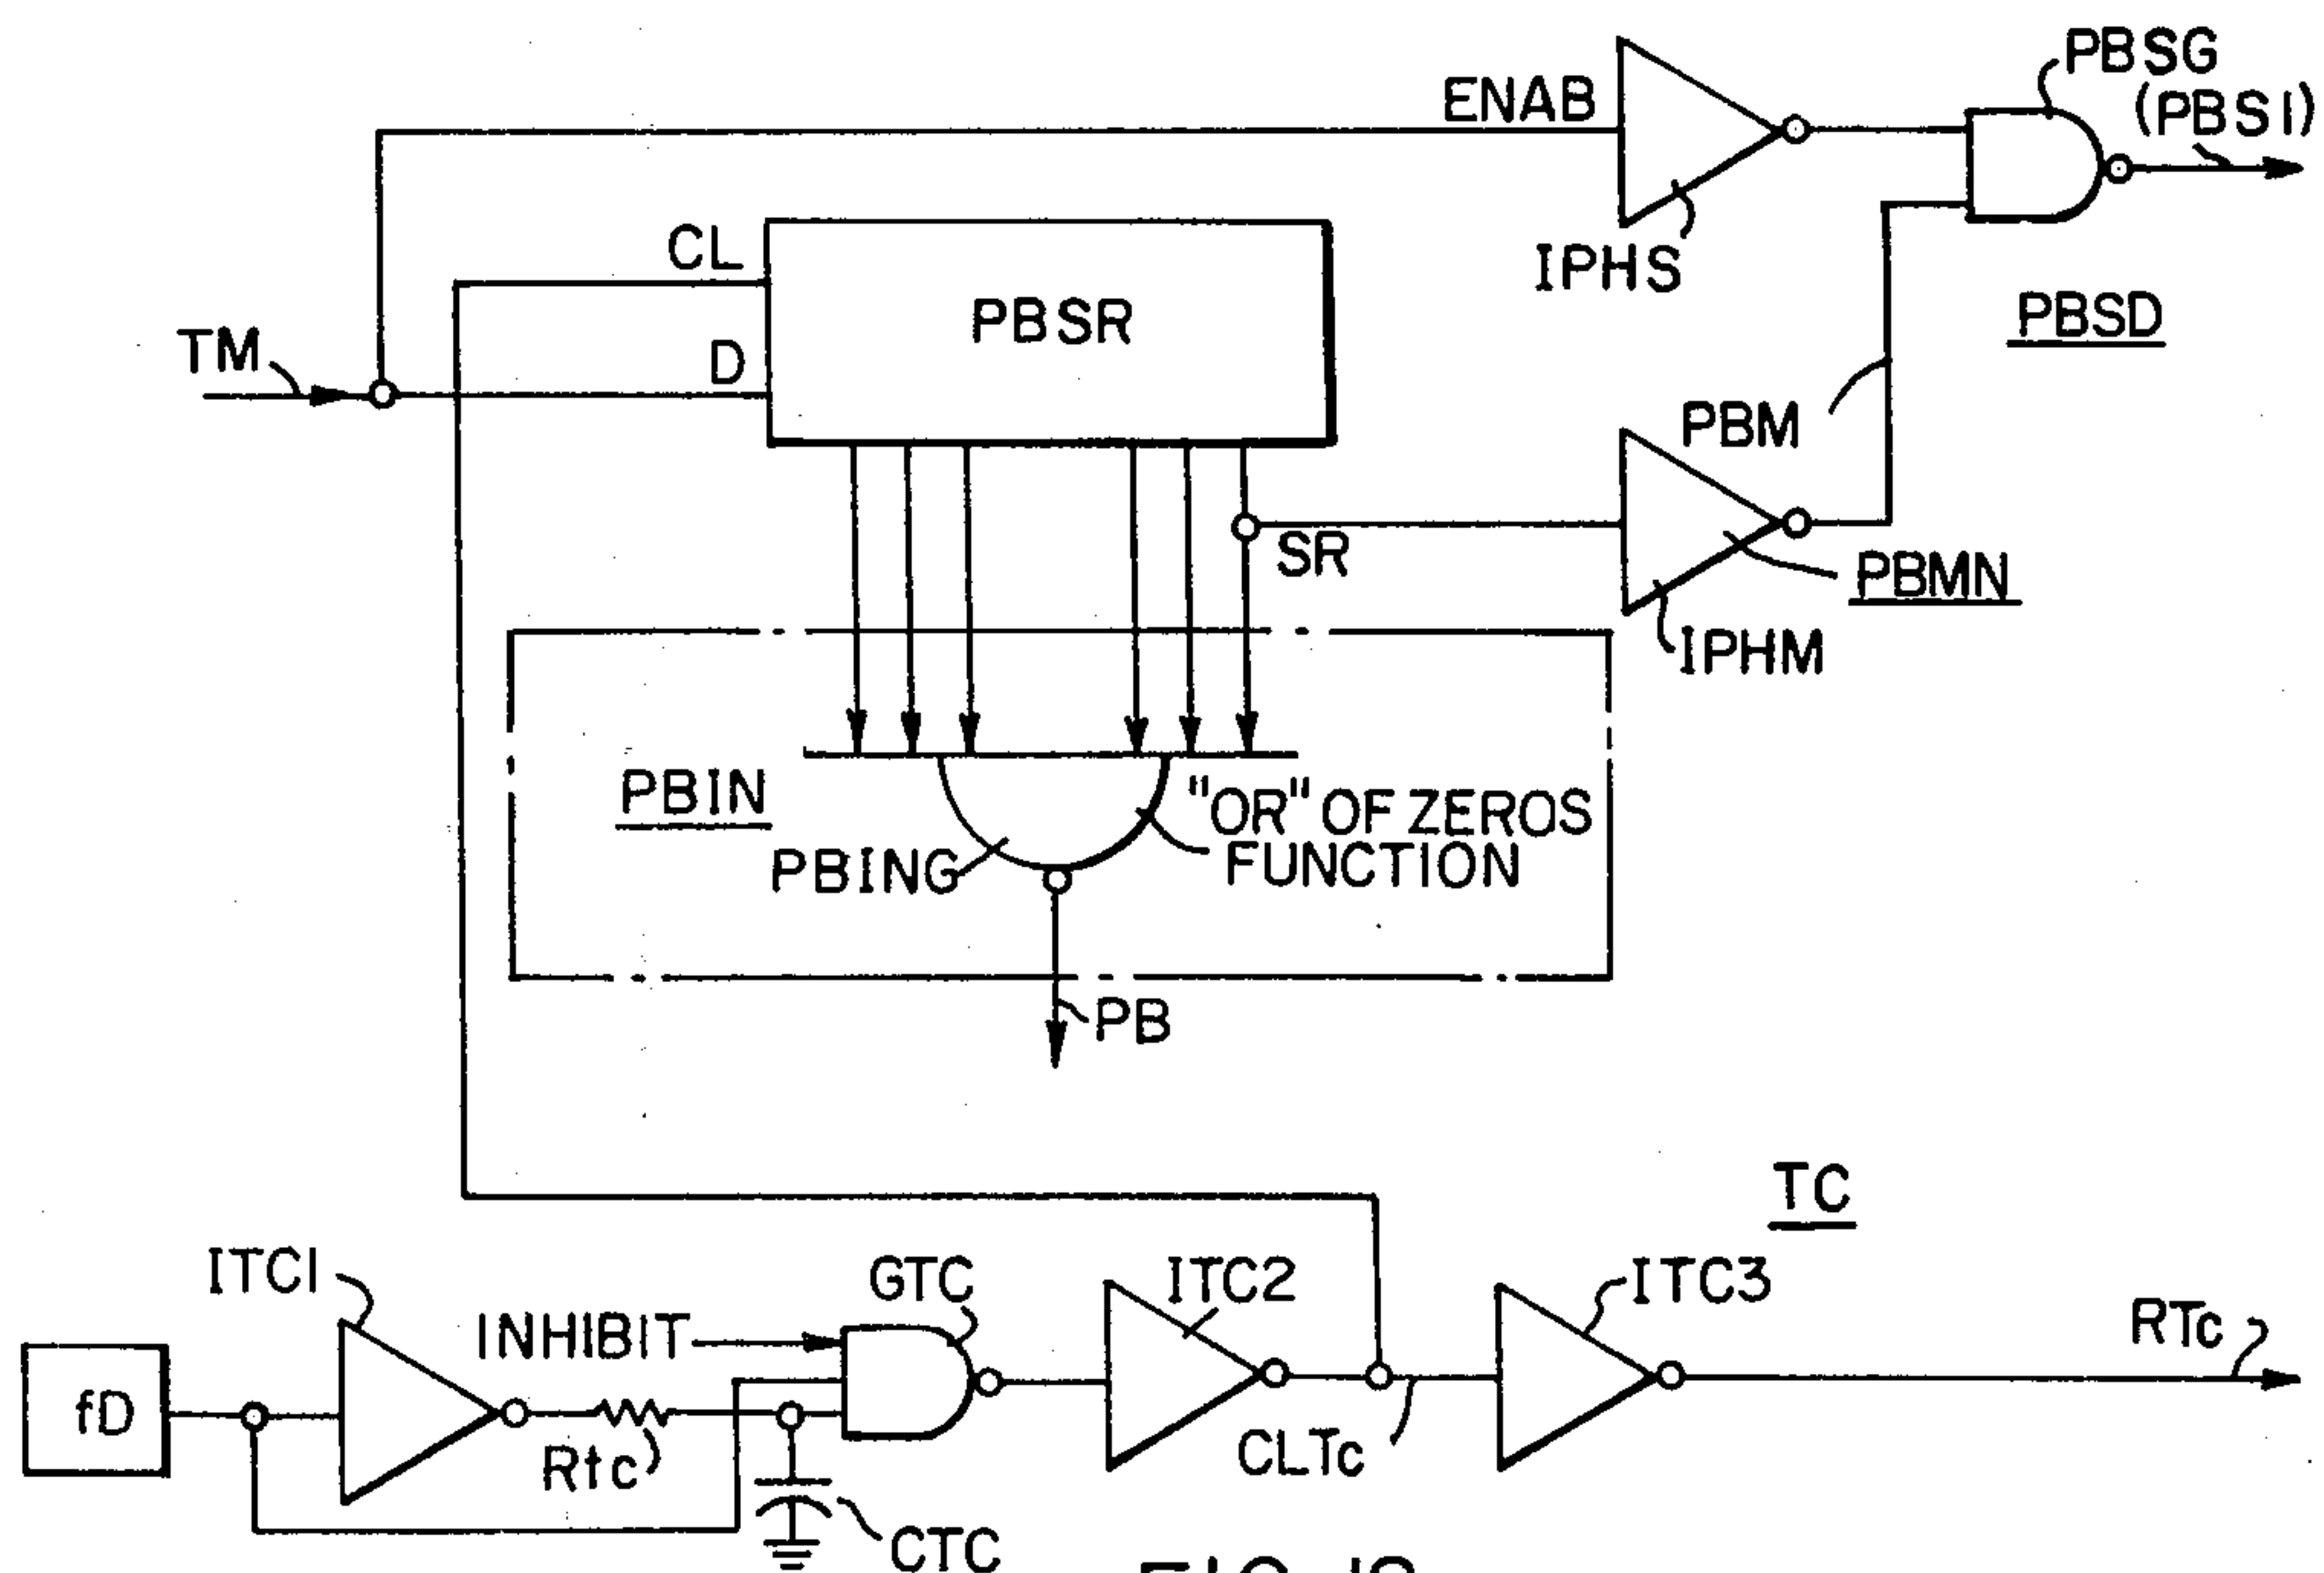 PBSG
(PBSI)
ENAB
IPHS
CL
PBSR
PBSD
TM
D
PBM
SR
PBMN
IPHM
PBIN
"OR" OF ZEROS
FUNCTION
PBING
PB
TC
ITC1
GTC
ITC2
ITC3
INHIBIT
RTc
fD
Rtc
CLTc
CTC